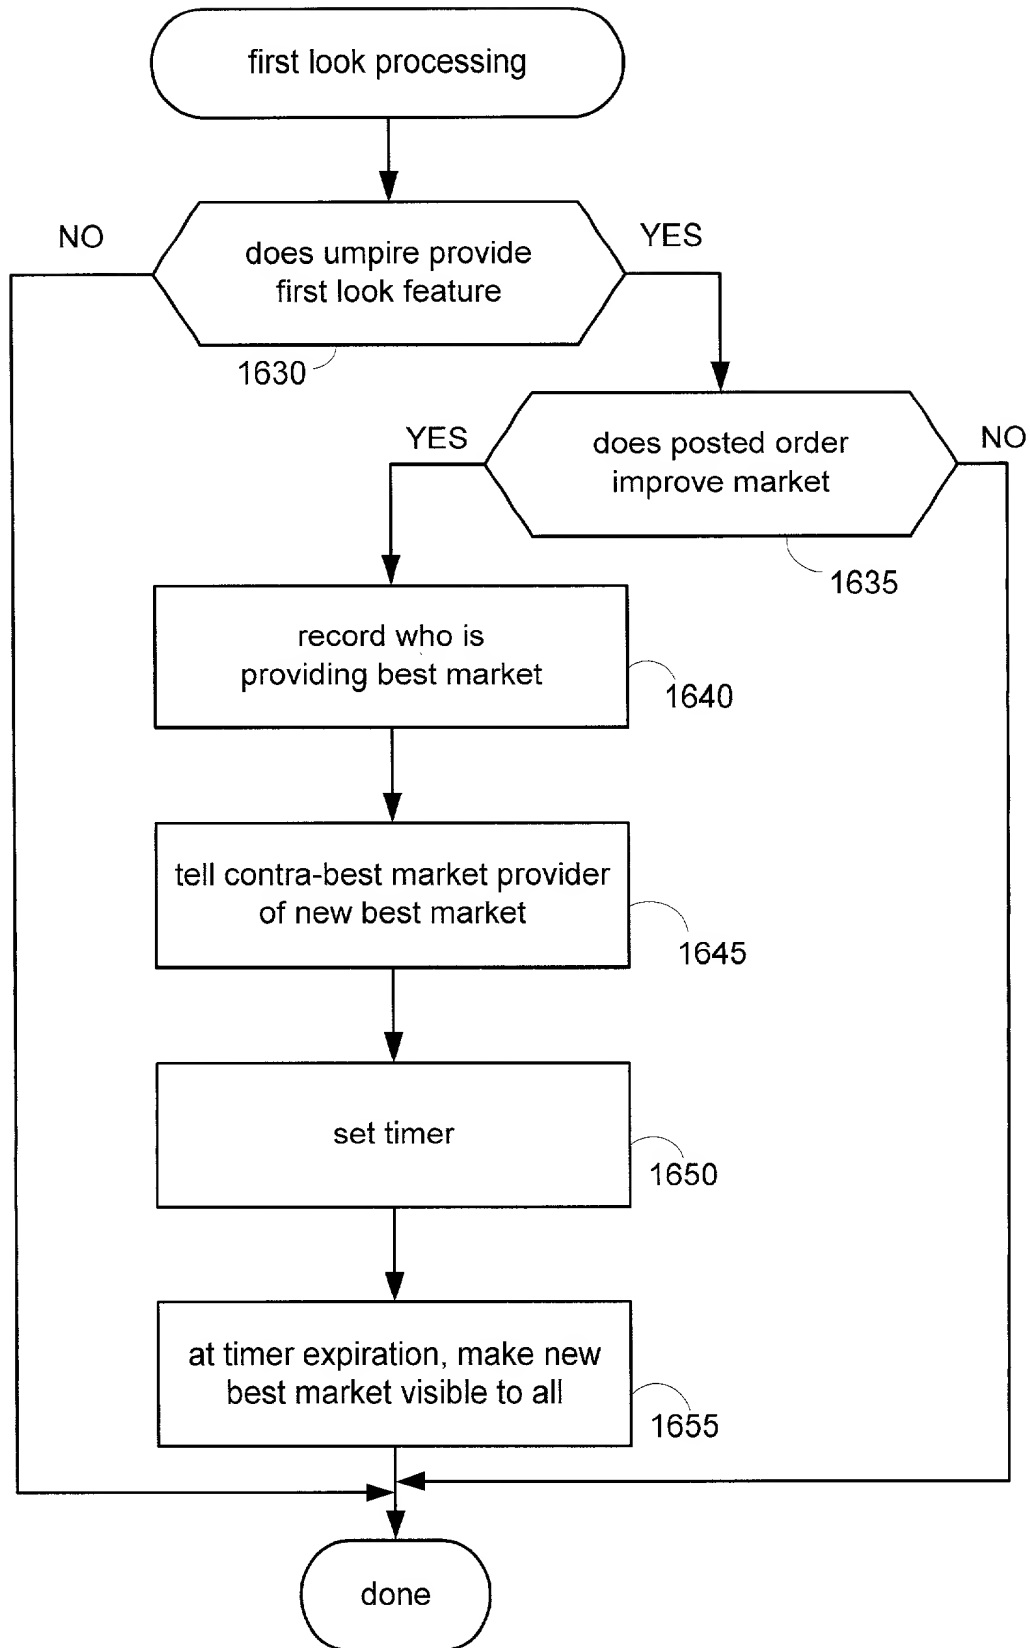 first look processing
NO
YES
does umpire provide
first look feature
1630
YES
NO
does posted order
improve market
1635
record who is
providing best market
1640
tell contra-best market provider
of new best market
1645
set timer
1650
at timer expiration, make new
best market visible to all
1655
done